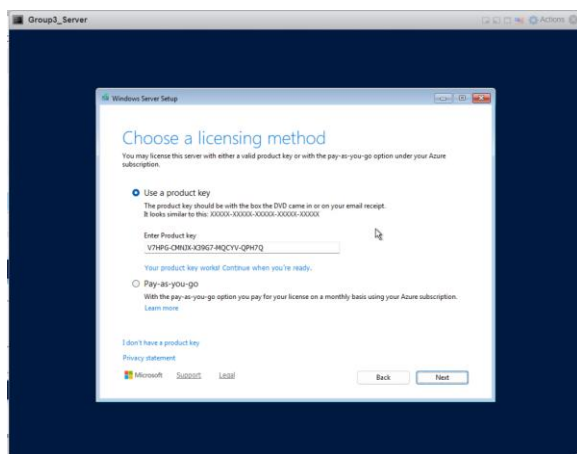 Group3_Server
Actions
Windows Server Setup
Choose a licensing method
You may license this server with either a valid product key or with the pay-as-you-go option under your Azure
subscription.
Use a product key
The product key should be with the box the DVD came in or on your email receipt.
It looks similar to this: XXXXX-XXXXX-XXXXX-XXXXX-XXXXX
Enter Product key
V7HPG-CMNJX-X39G7-MQCYV-QPH7Q
Your product key works! Continue when you're ready.
Pay-as-you-go
With the pay-as-you-go option you pay for your license on a monthly basis using your Azure subscription.
Learn more
I don't have a product key
Privacy statement
Microsoft Support Legal
Back Next